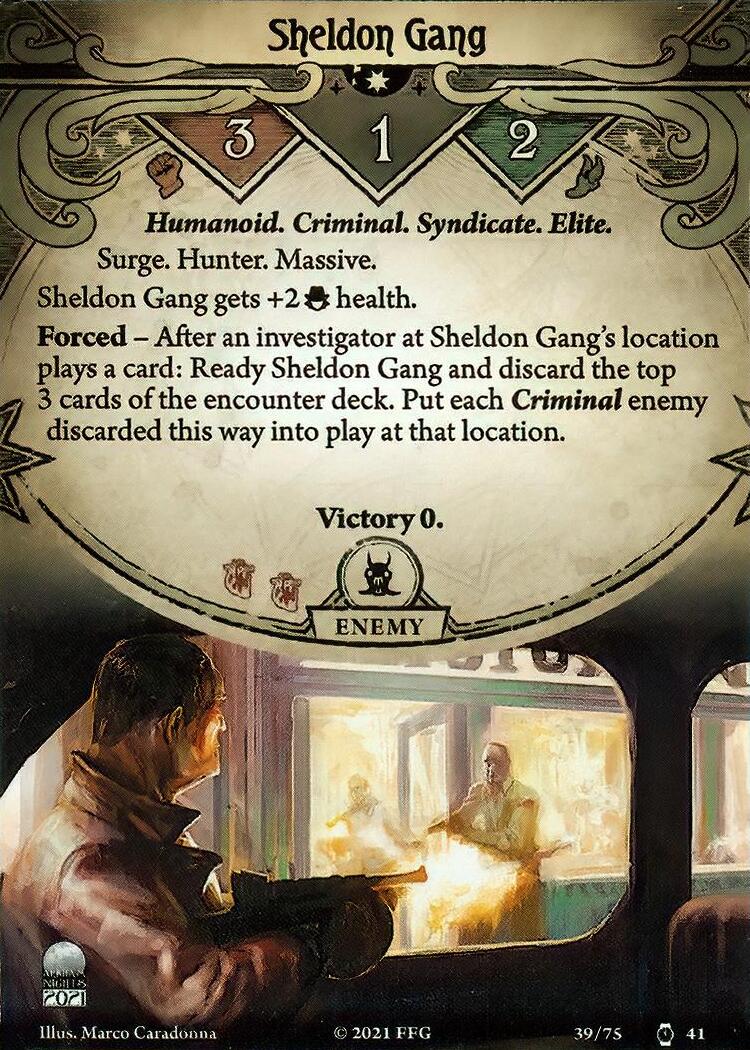 Sheldon Gang
3 1 2
Humanoid. Criminal. Syndicate. Elite.
Surge. Hunter. Massive.
Sheldon Gang gets +2 health.
Forced – After an investigator at Sheldon Gang's location
plays a card: Ready Sheldon Gang and discard the top
3 cards of the encounter deck. Put each Criminal enemy
discarded this way into play at that location.
Victory 0.
ENEMY
ARKHAM
NIGHTS
2021
Illus. Marco Caradonna © 2021 FFG 39/75 41